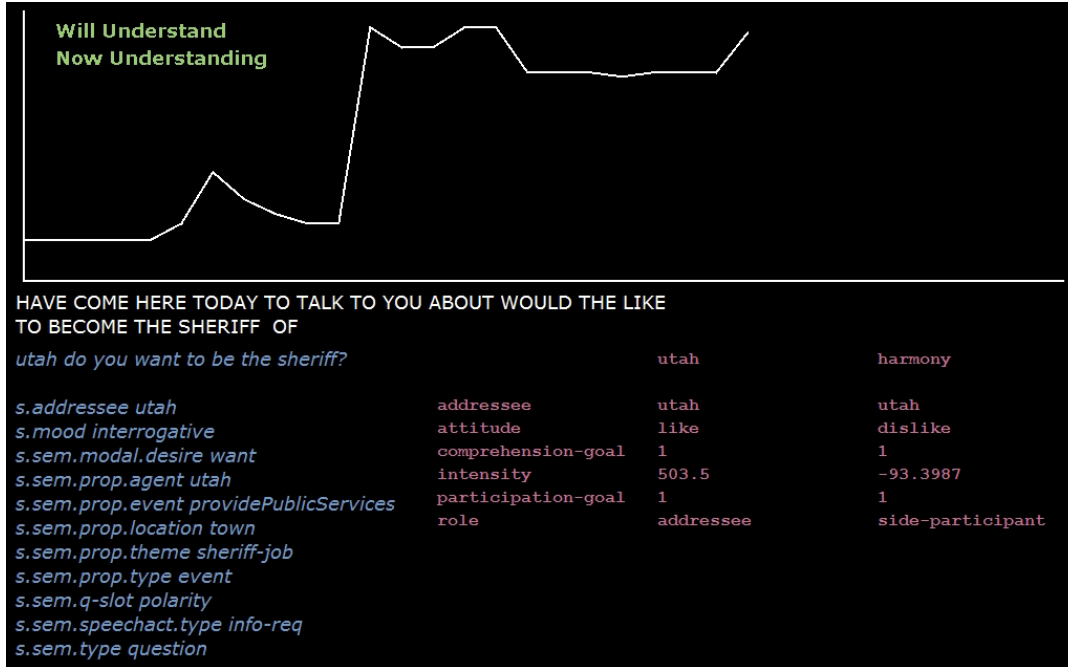 Will Understand
Now Understanding
HAVE COME HERE TODAY TO TALK TO YOU ABOUT WOULD THE LIKE
TO BECOME THE SHERIFF OF
utah do you want to be the sheriff?
utah harmony
s.addressee utah
s.mood interrogative
s.sem.modal.desire want
s.sem.prop.agent utah
s.sem.prop.event providePublicServices
s.sem.prop.location town
s.sem.prop.theme sheriff-job
s.sem.prop.type event
s.sem.q-slot polarity
s.sem.speechact.type info-req
s.sem.type question
addressee utah utah
attitude like dislike
comprehension-goal 1 1
intensity 503.5 -93.3987
participation-goal 1 1
role addressee side-participant